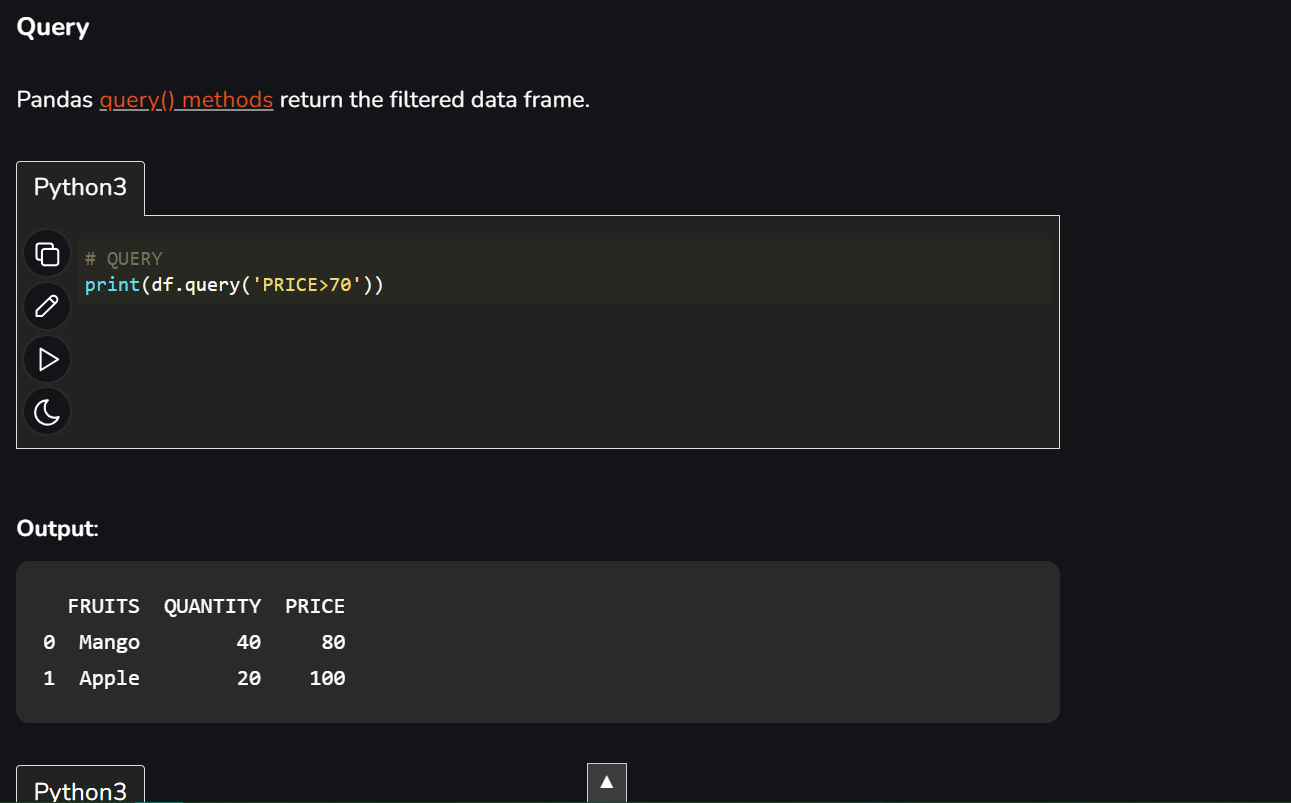 Query
Pandas query() methods return the filtered data frame.
Python3
# QUERY
print(df.query('PRICE>70'))
Output:
FRUITS  QUANTITY  PRICE
0  Mango        40     80
1  Apple        20    100
Python3